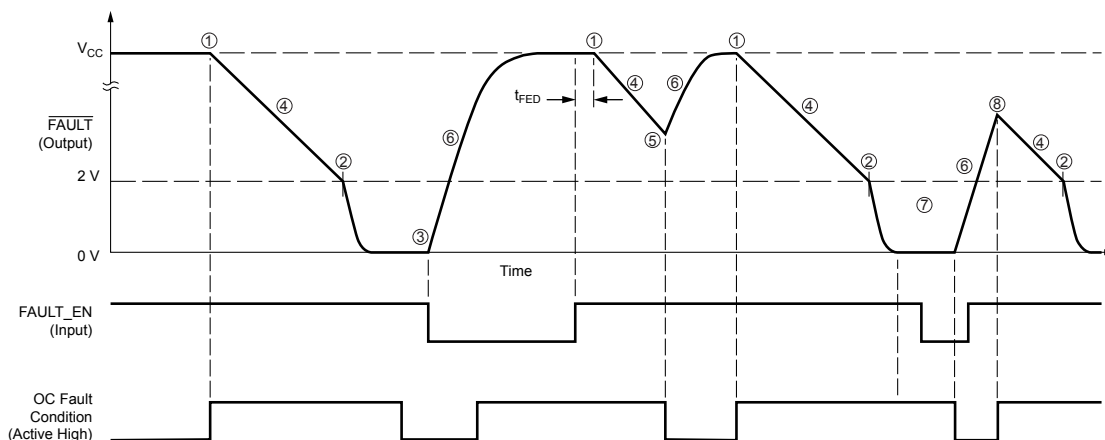 ① ① ①
V_CC
④ ④ ⑥ ⑧
t_FED
④ ⑥ ④ ④
FAULT
(Output)
⑤
② ② ⑥ ②
2 V
⑦
③
0 V
Time
FAULT_EN
(Input)
OC Fault
Condition
(Active High)